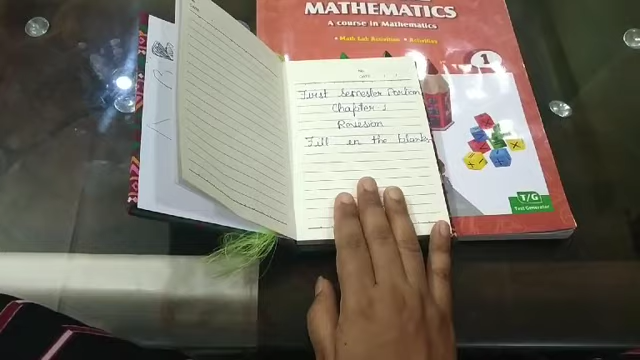 MATHEMATICS
A course in Mathematics
• Math Lab Activities • Activities
1
First Semester Portion
Chapter-1
Revision
Fill in the blanks
T/G
Test Generator